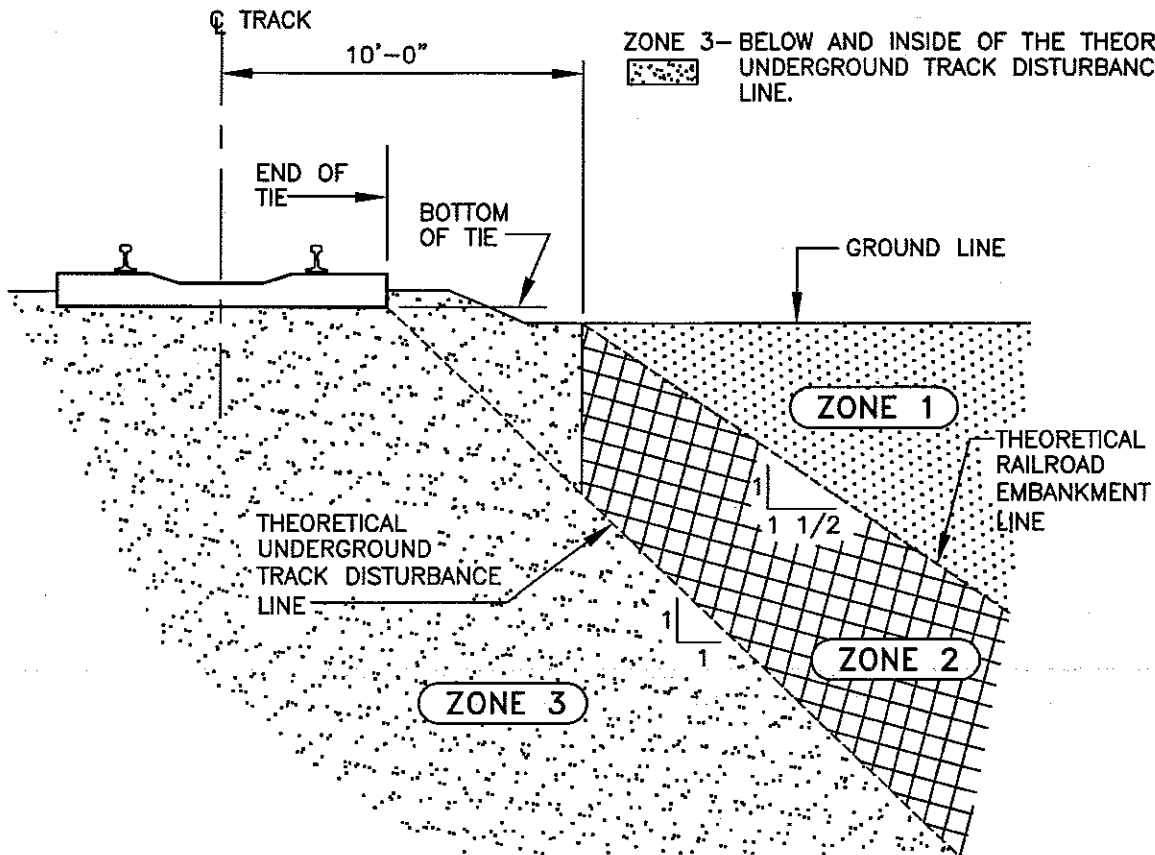 ℄ TRACK
10'-0"
ZONE 3- BELOW AND INSIDE OF THE THEOR
UNDERGROUND TRACK DISTURBANC
LINE.
END OF
TIE
BOTTOM
OF TIE
GROUND LINE
ZONE 1
THEORETICAL
RAILROAD
EMBANKMENT
LINE
1
1 1/2
THEORETICAL
UNDERGROUND
TRACK DISTURBANCE
LINE
1
1
ZONE 2
ZONE 3